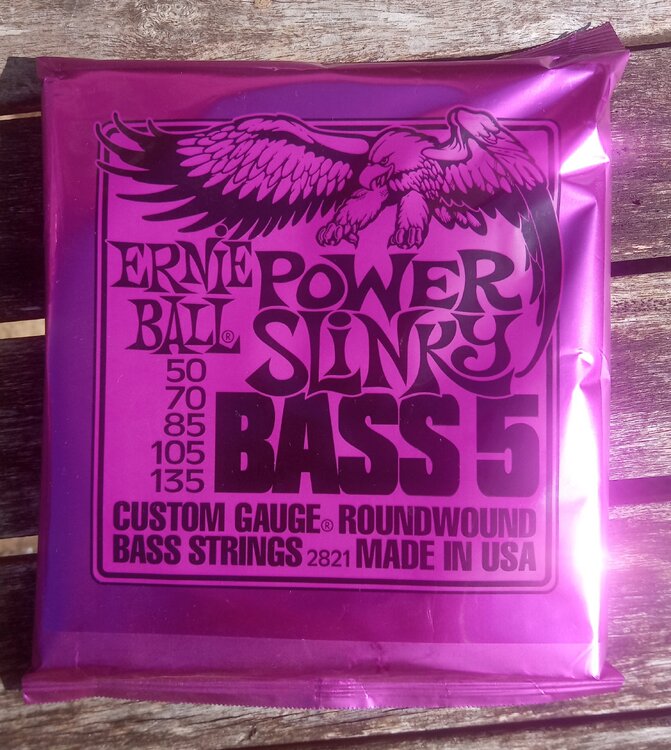 ERNiE
BALL®
POWER
SLiNKY
50
70
85
105
135
BASS 5
CUSTOM GAUGE® ROUNDWOUND
BASS STRINGS 2821 MADE IN USA